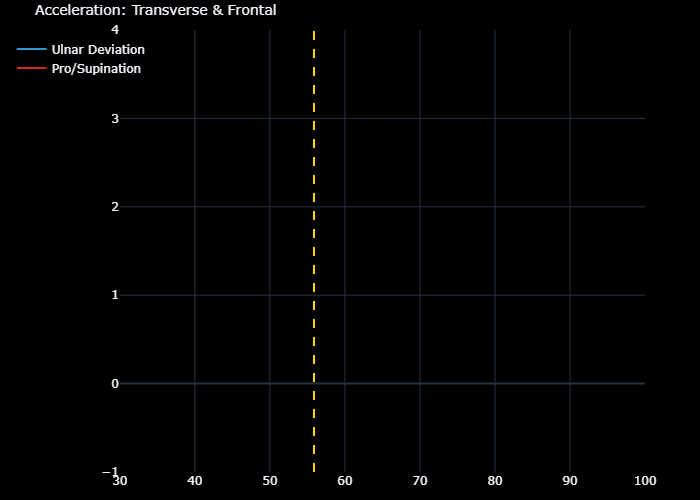 Acceleration: Transverse & Frontal
4
Ulnar Deviation
Pro/Supination
3
2
1
0
−1
30 40 50 60 70 80 90 100